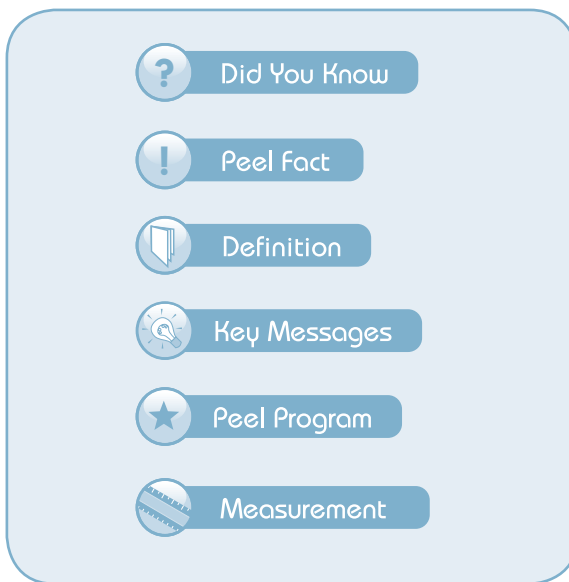 ?
Did You Know
!
Peel Fact
Definition
Key Messages
Peel Program
Measurement